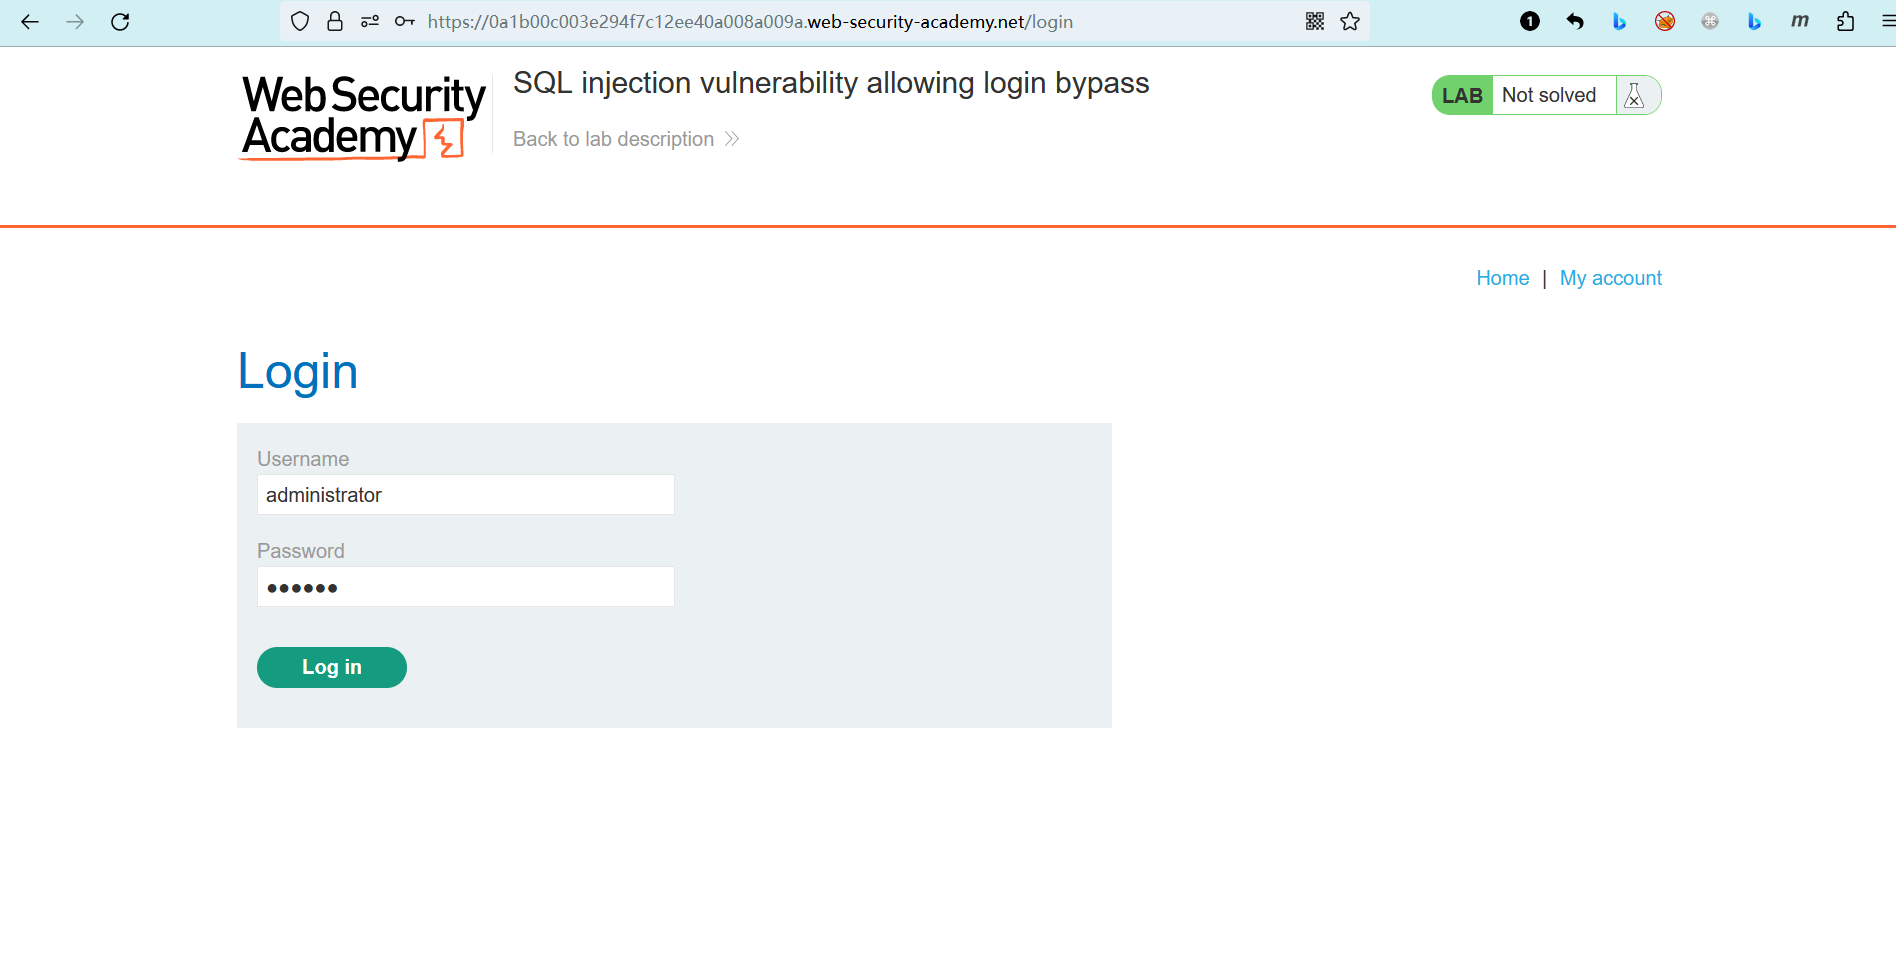 https://0a1b00c003e294f7c12ee40a008a009a.web-security-academy.net/login
1
m
Web Security
Academy
SQL injection vulnerability allowing login bypass
Back to lab description
LAB Not solved
Home | My account
Login
Username
administrator
Password
Log in